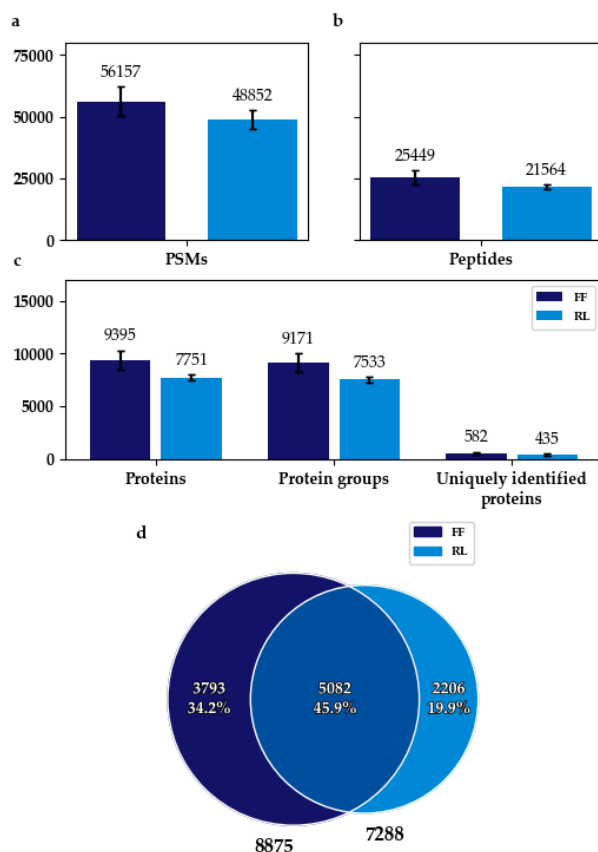 a
b
75000
50000
25000
0
56157
48852
25449
21564
PSMs
Peptides
c
15000
10000
5000
0
FF
RL
9395
7751
9171
7533
582
435
Proteins
Protein groups
Uniquely identified
proteins
d
FF
RL
3793
34.2%
5082
45.9%
2206
19.9%
8875
7288